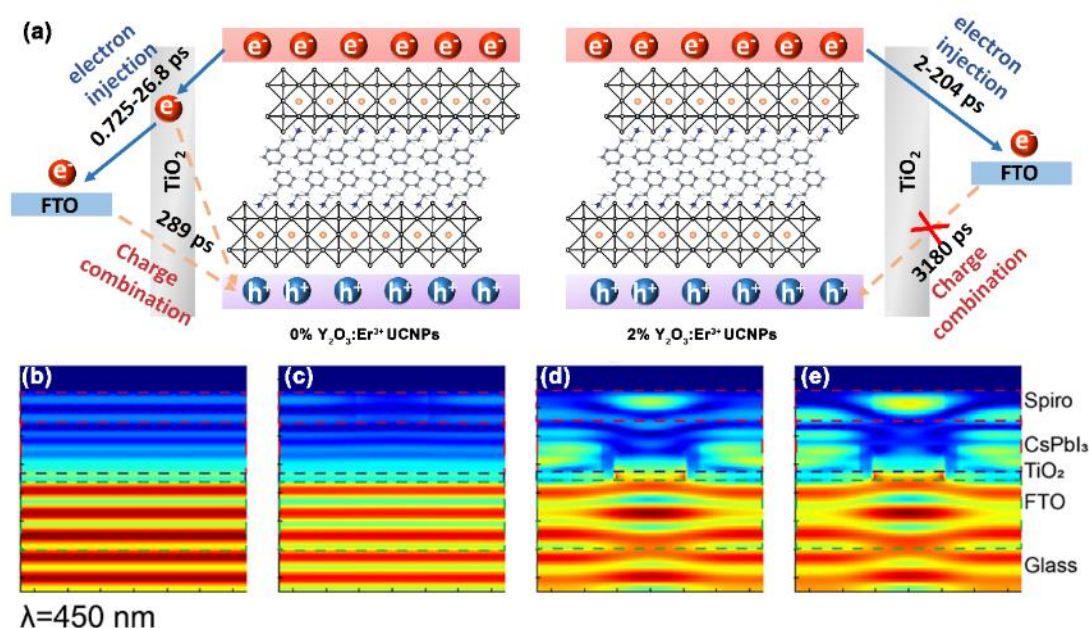 (a)
electron
injection
0.725-26.8 ps
e-
TiO₂
e-
FTO
289 ps
Charge
combination
e- e- e- e- e- e-
h+ h+ h+ h+ h+ h+
0% Y₂O₃:Er³⁺ UCNPs
e- e- e- e- e- e-
h+ h+ h+ h+ h+ h+
2% Y₂O₃:Er³⁺ UCNPs
electron
injection
2-204 ps
TiO₂
e-
FTO
3180 ps
Charge
combination
(b) (c) (d) (e)
Spiro
CsPbI₃
TiO₂
FTO
Glass
λ=450 nm